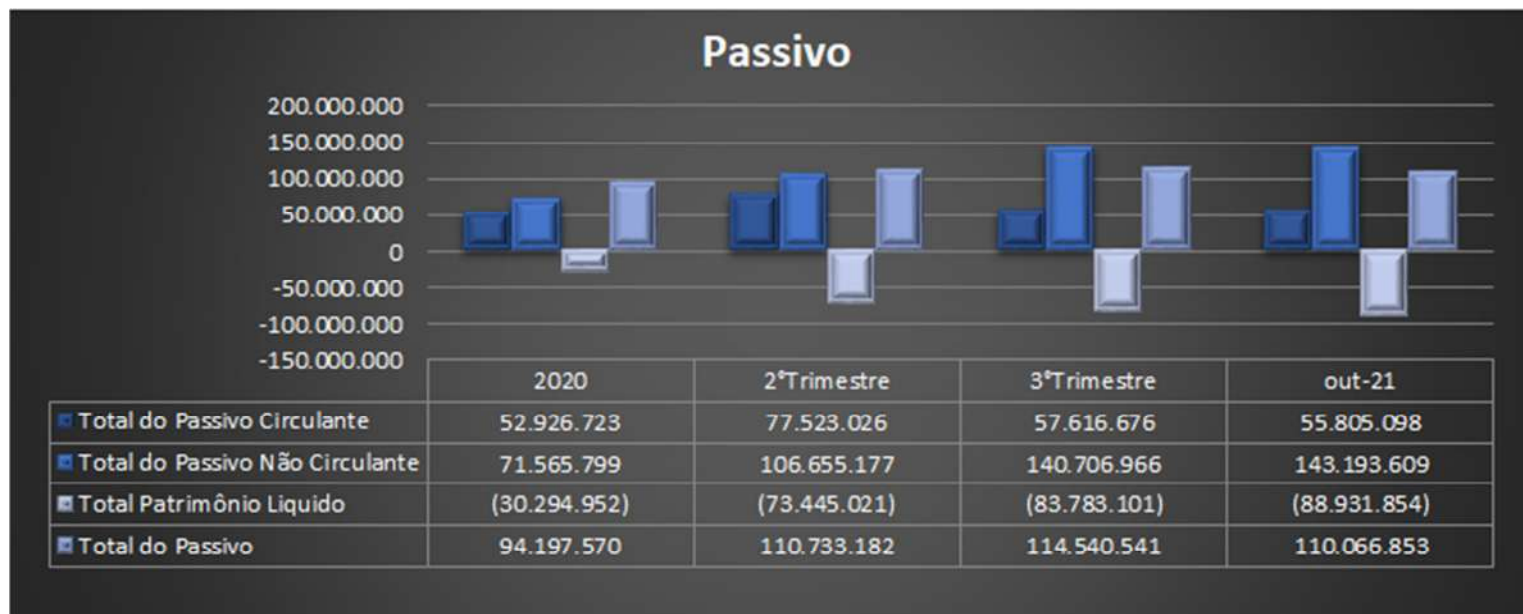 Passivo
200.000.000
150.000.000
100.000.000
50.000.000
0
-50.000.000
-100.000.000
-150.000.000
2020 2°Trimestre 3°Trimestre out-21
Total do Passivo Circulante 52.926.723 77.523.026 57.616.676 55.805.098
Total do Passivo Não Circulante 71.565.799 106.655.177 140.706.966 143.193.609
Total Patrimônio Liquido (30.294.952) (73.445.021) (83.783.101) (88.931.854)
Total do Passivo 94.197.570 110.733.182 114.540.541 110.066.853